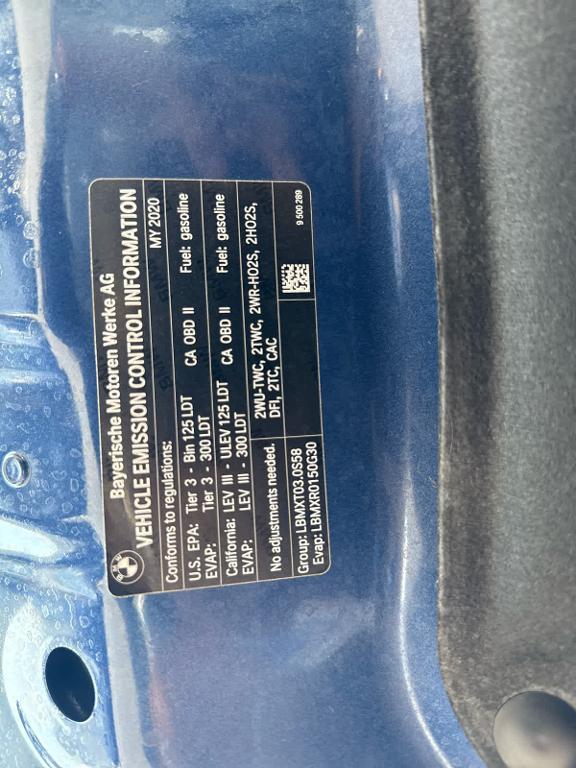 BMW
Bayerische Motoren Werke AG
VEHICLE EMISSION CONTROL INFORMATION
Conforms to regulations: MY 2020
U.S. EPA: Tier 3 - Bin 125 LDT CA OBD II Fuel: gasoline
EVAP: Tier 3 - 300 LDT
California: LEV III - ULEV 125 LDT CA OBD II Fuel: gasoline
EVAP: LEV III - 300 LDT
No adjustments needed. 2WU-TWC, 2TWC, 2WR-HO2S, 2HO2S,
DFI, 2TC, CAC
Group: LBMXT03.0S58
Evap: LBMXR0150G30
9 500 289